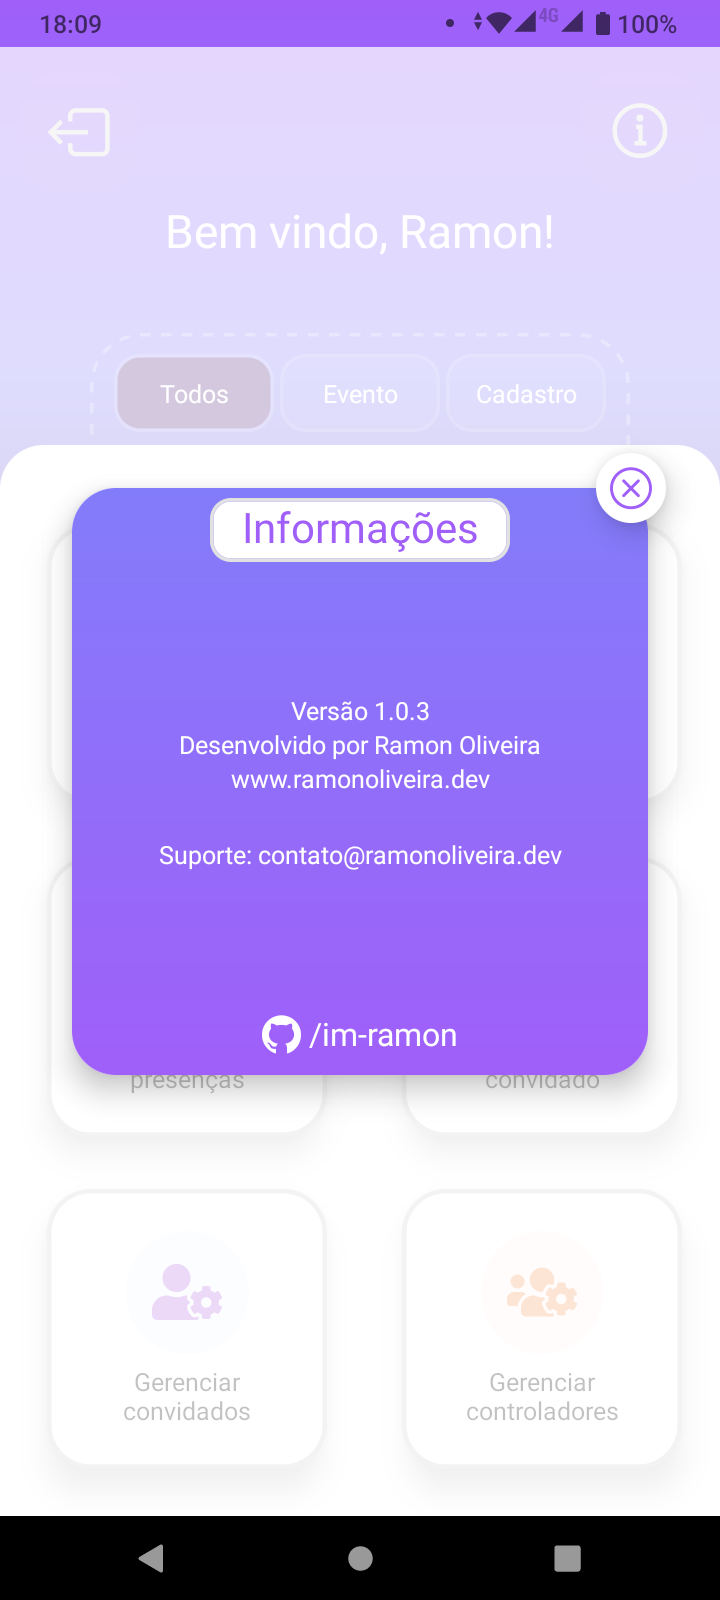 18:09
4G
100%
Bem vindo, Ramon!
Todos
Evento
Cadastro
Informações
Versão 1.0.3
Desenvolvido por Ramon Oliveira
www.ramonoliveira.dev
Suporte: contato@ramonoliveira.dev
/im-ramon
presenças
convidado
Gerenciar
convidados
Gerenciar
controladores